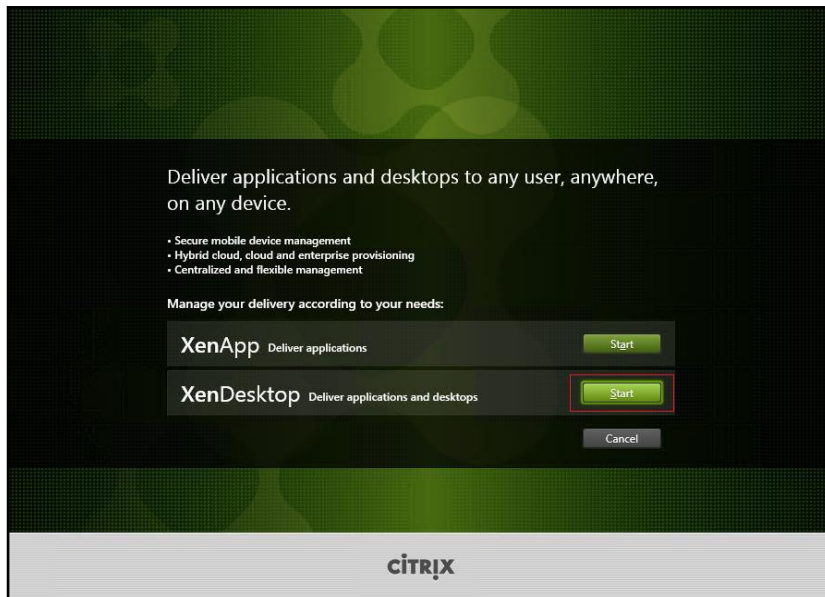 Deliver applications and desktops to any user, anywhere,
on any device.
▪ Secure mobile device management
▪ Hybrid cloud, cloud and enterprise provisioning
▪ Centralized and flexible management
Manage your delivery according to your needs:
XenApp Deliver applications Start
XenDesktop Deliver applications and desktops Start
Cancel
CITRIX